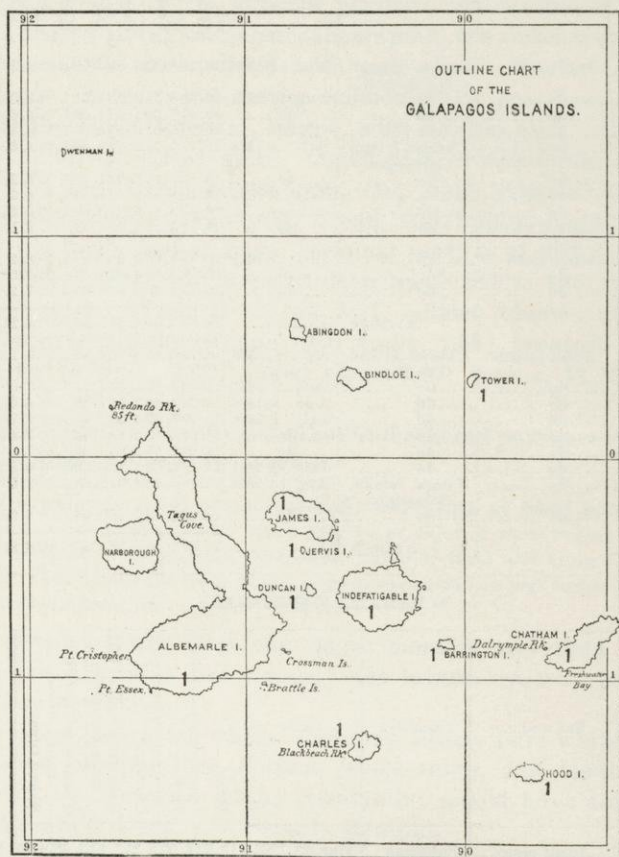 92 91 90
OUTLINE CHART
OF THE
GALAPAGOS ISLANDS.
WENMAN Is
1 1
ABINGDON I.
BINDLOE I.
TOWER I.
1
Redondo Rk.
85 ft.
0 0
Tagus
Cove.
1
JAMES I.
NARBOROUGH
I.
1 JERVIS I.
DUNCAN I.
1
INDEFATIGABLE I.
1
CHATHAM I.
Dalrymple Rk.
1
Freshwater
Bay
1
BARRINGTON I.
ALBEMARLE I.
Pt. Cristopher
Crossman Is.
1
Pt. Essex.
Brattle Is.
1 1
1
CHARLES
I.
Blackbeach Rk.
HOOD I.
1
92 91 90